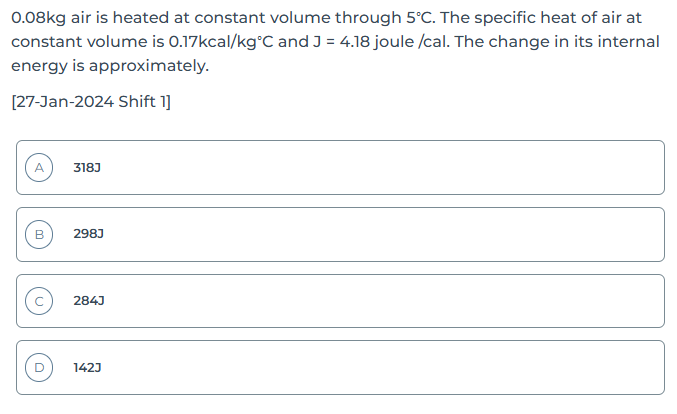 0.08kg air is heated at constant volume through 5°C. The specific heat of air at
constant volume is 0.17kcal/kg°C and J = 4.18 joule /cal. The change in its internal
energy is approximately.
[27-Jan-2024 Shift 1]
A 318J
B 298J
C 284J
D 142J